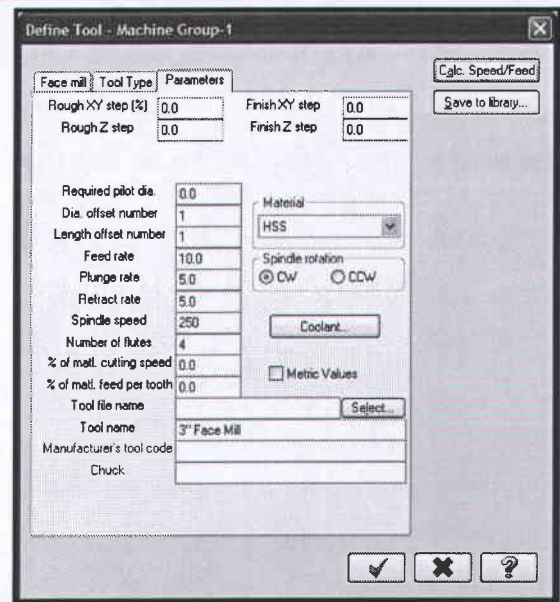 Define Tool - Machine Group-1
Face mill Tool Type Parameters
Calc. Speed/Feed
Save to library...
Rough XY step (%) 0.0 Finish XY step 0.0
Rough Z step 0.0 Finish Z step 0.0
Required pilot dia. 0.0
Dia. offset number 1
Length offset number 1
Feed rate 10.0
Plunge rate 5.0
Retract rate 5.0
Spindle speed 250
Number of flutes 4
% of matl. cutting speed 0.0
% of matl. feed per tooth 0.0
Material
HSS
Spindle rotation
CW CCW
Coolant...
Metric Values
Tool file name Select...
Tool name 3" Face Mill
Manufacturer's tool code
Chuck
?